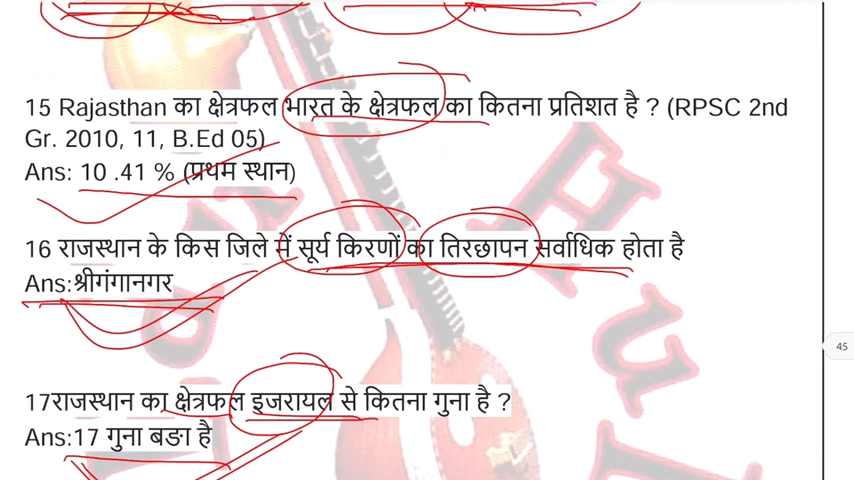 15 Rajasthan का क्षेत्रफल भारत के क्षेत्रफल का कितना प्रतिशत है ? (RPSC 2nd
Gr. 2010, 11, B.Ed 05)
Ans: 10 .41 % (प्रथम स्थान)
16 राजस्थान के किस जिले में सूर्य किरणों का तिरछापन सर्वाधिक होता है
Ans:श्रीगंगानगर
45
17राजस्थान का क्षेत्रफल इजरायल से कितना गुना है ?
Ans:17 गुना बङा है